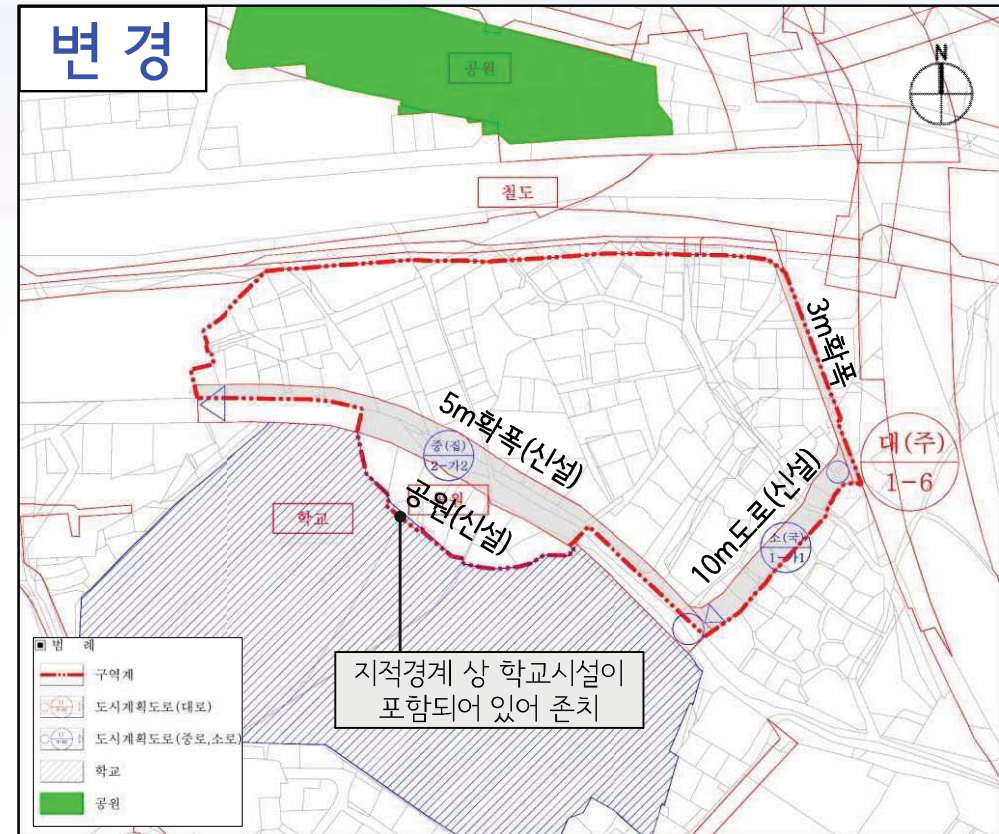 변 경
공원
N
철도
3m확폭
5m확폭(신설)
중(집)
2-가2
대(주)
1-6
10m도로(신설)
공원(신설)
학교
소(국)
1-가1
지적경계 상 학교시설이
포함되어 있어 존치
범 례
구역계
도시계획도로(대로)
도시계획도로(중로,소로)
학교
공원